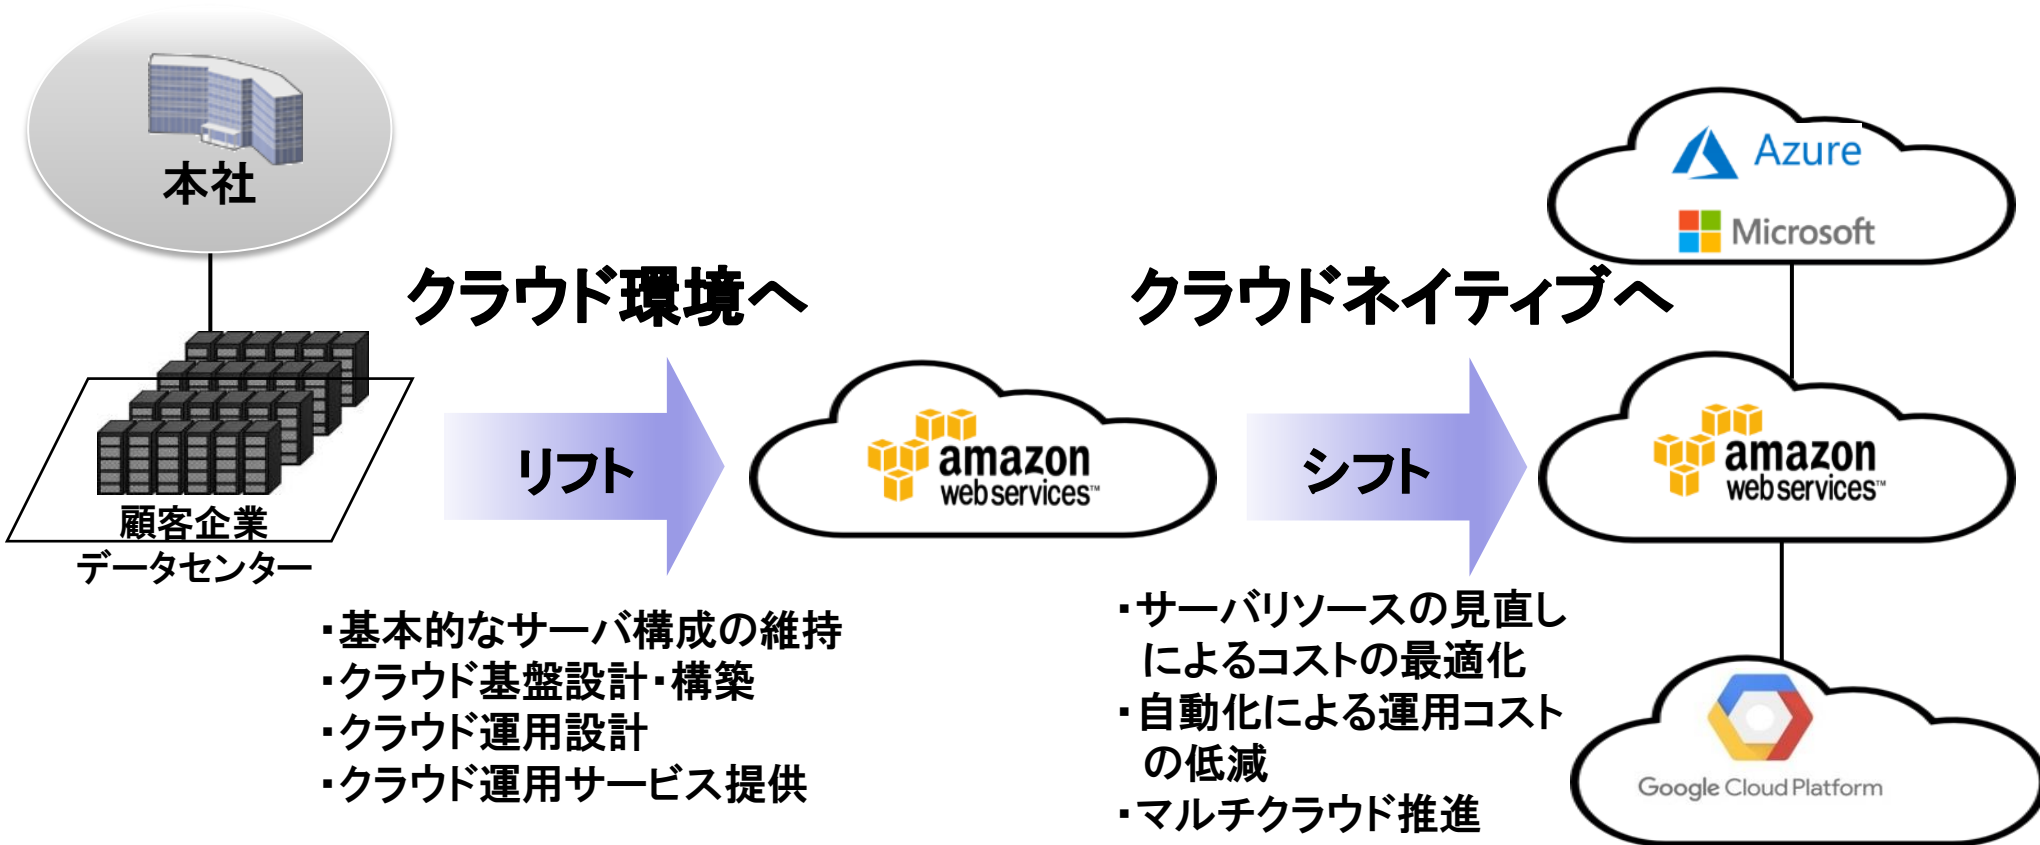 本社
顧客企業
データセンター
クラウド環境へ
リフト
・基本的なサーバ構成の維持
・クラウド基盤設計・構築
・クラウド運用設計
・クラウド運用サービス提供
amazon
web services™
クラウドネイティブへ
シフト
・サーバリソースの見直し
によるコストの最適化
・自動化による運用コスト
の低減
・マルチクラウド推進
Azure
Microsoft
amazon
web services™
Google Cloud Platform